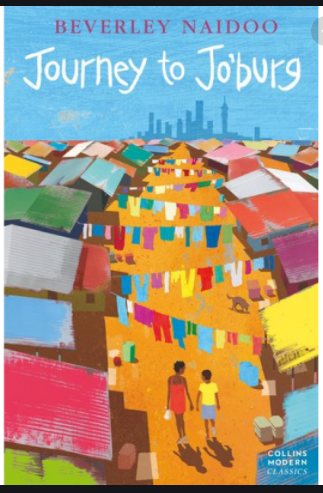 BEVERLEY NAIDOO
Journey to Jo'burg
COLLINS
MODERN
CLASSICS